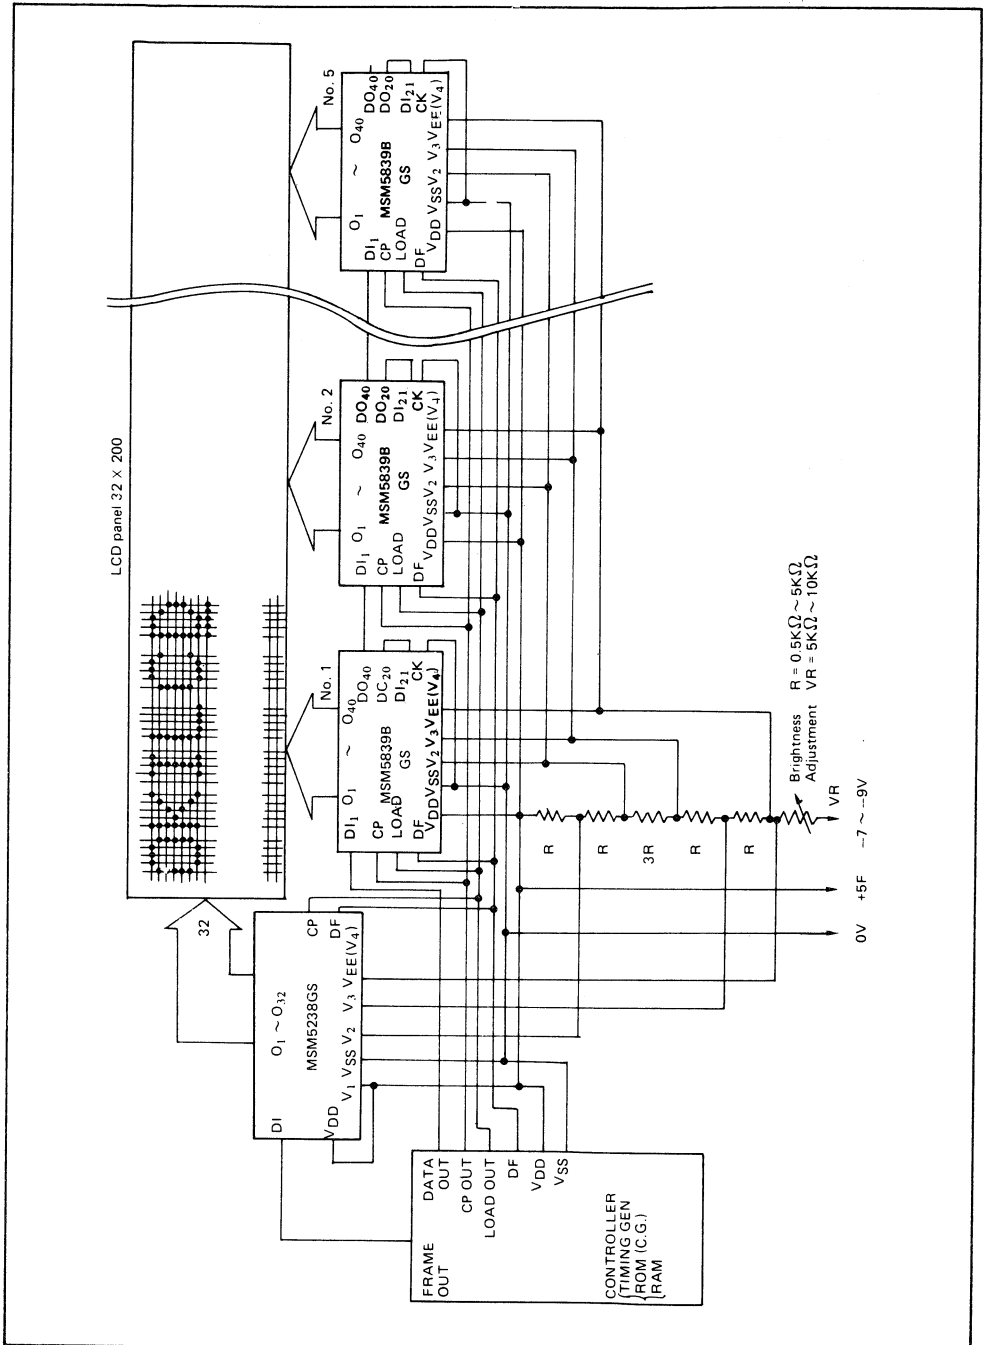 LCD panel 32 × 200
32
No. 1
No. 2
No. 5
DI
O1 ~ O32
MSM5238GS
CP
DF
VDD
V1
VSS
V2
V3
VEE(V4)
DI1
O1
~
O40
DO40
CP
MSM5839B
DC20
LOAD
GS
DI21
DF
CK
VDD
VSS
V2
V3
VEE(V4)
DI1
O1
~
O40
DO40
CP
MSM5839B
DO20
LOAD
GS
DI21
DF
CK
VDD
VSS
V2
V3
VEE(V4)
DI1
O1
~
O40
DO40
CP
MSM5839B
DO20
LOAD
GS
DI21
DF
CK
VDD
VSS
V2
V3
VEE(V4)
FRAME
OUT
DATA
OUT
CP OUT
LOAD OUT
DF
VDD
VSS
CONTROLLER
TIMING GEN
ROM (C.G.)
RAM
R
R
3R
R
R
VR
Brightness
Adjustment
R = 0.5KΩ ~ 5KΩ
VR = 5KΩ ~ 10KΩ
0V
+5F
-7 ~ -9V